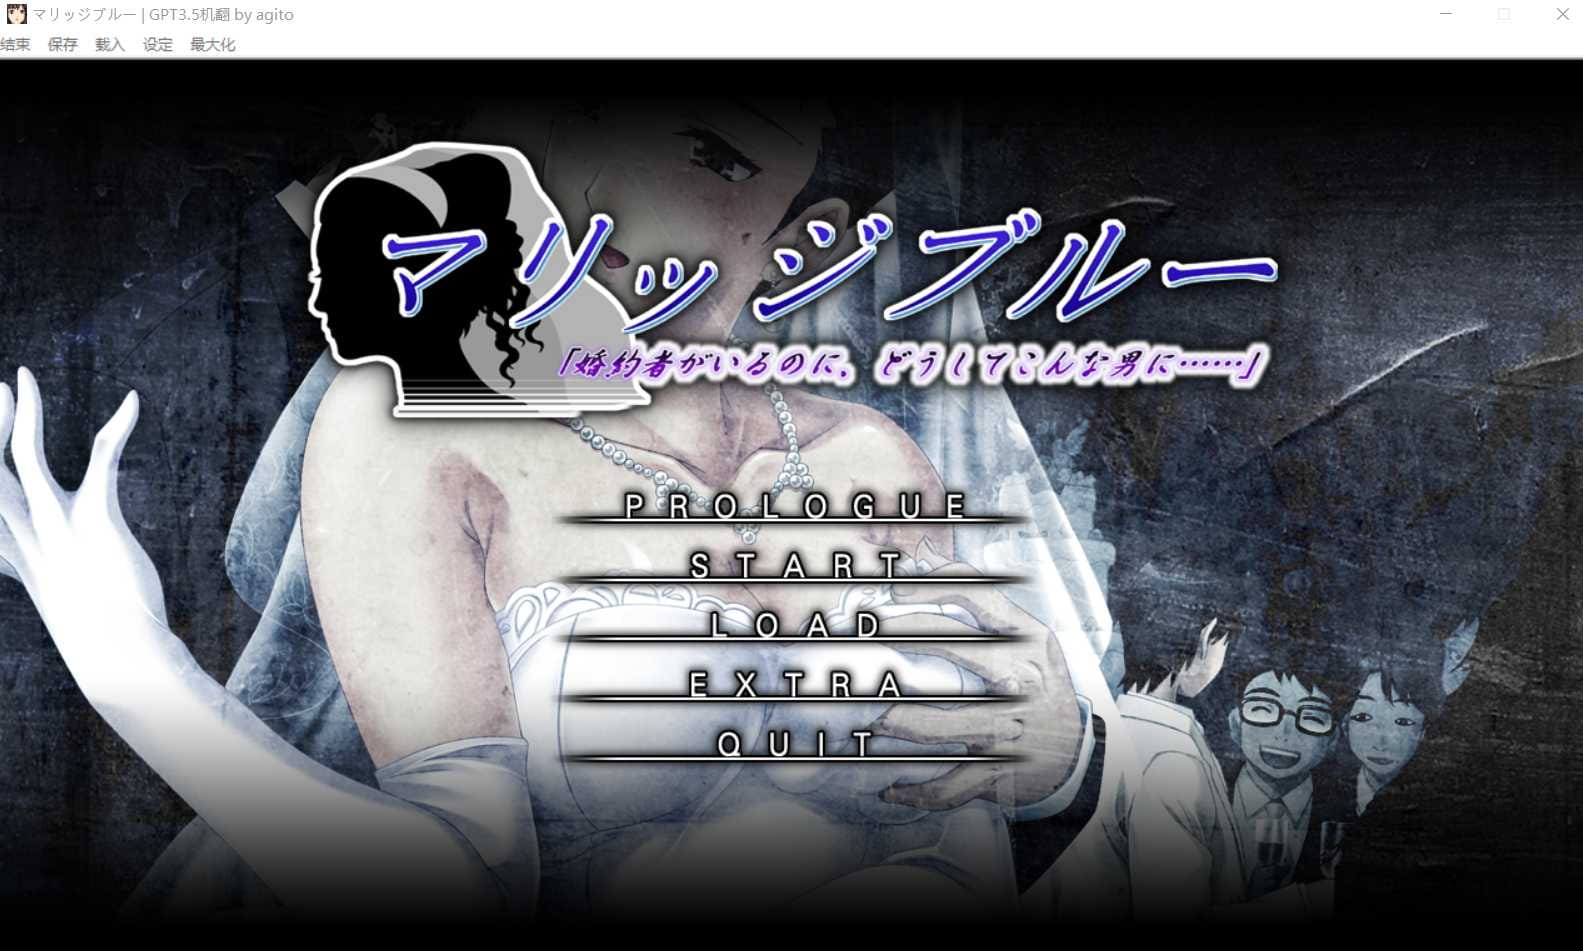 マリッジブルー | GPT3.5机翻 by agito
结束 保存 載入 设定 最大化
マリッジブルー
「婚約者がいるのに、どうしてこんな男に……」
PROLOGUE
START
LOAD
EXTRA
QUIT